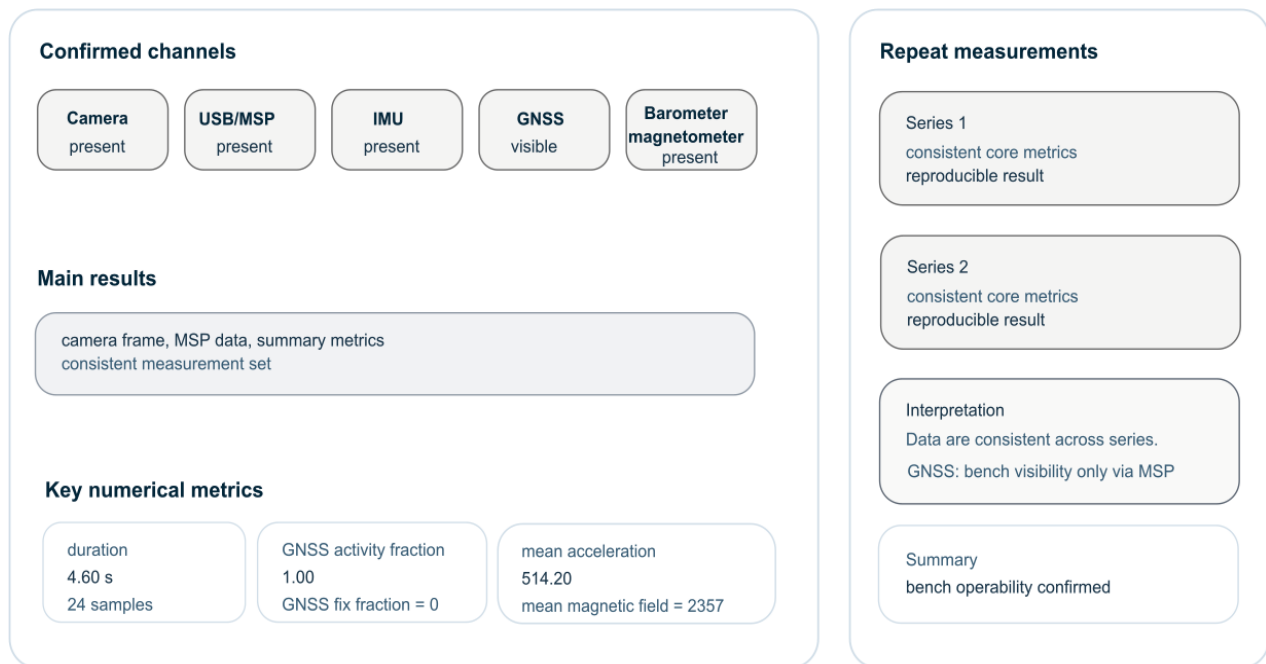 Confirmed channels
Camera
present
USB/MSP
present
IMU
present
GNSS
visible
Barometer
magnetometer
present
Main results
camera frame, MSP data, summary metrics
consistent measurement set
Key numerical metrics
duration
4.60 s
24 samples
GNSS activity fraction
1.00
GNSS fix fraction = 0
mean acceleration
514.20
mean magnetic field = 2357
Repeat measurements
Series 1
consistent core metrics
reproducible result
Series 2
consistent core metrics
reproducible result
Interpretation
Data are consistent across series.
GNSS: bench visibility only via MSP
Summary
bench operability confirmed